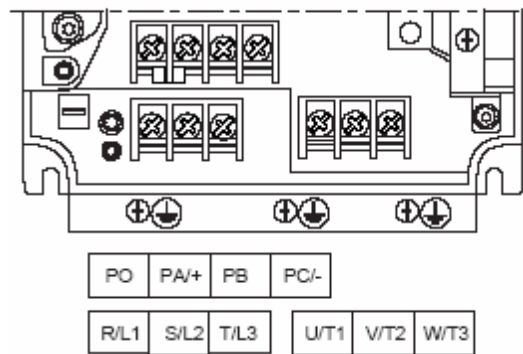 PO PA/+ PB PC/-
R/L1 S/L2 T/L3 U/T1 V/T2 W/T3